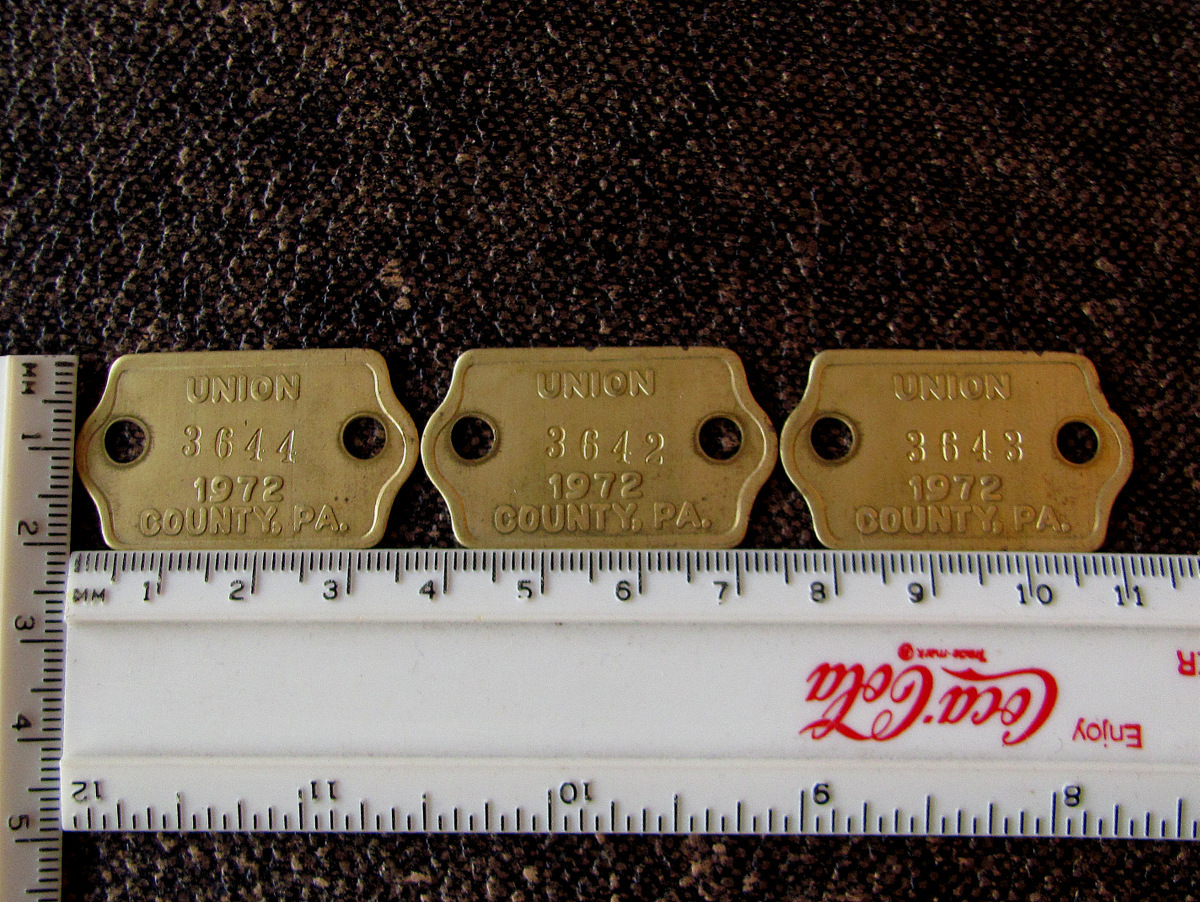 UNION
3644
1972
COUNTY, PA.
UNION
3642
1972
COUNTY, PA.
UNION
3643
1972
COUNTY, PA.
MM
1
2
3
4
5
MM 1 2 3 4 5 6 7 8 9 10 11
Enjoy
Coca-Cola
Trade-mark ®
12 11 10 9 8